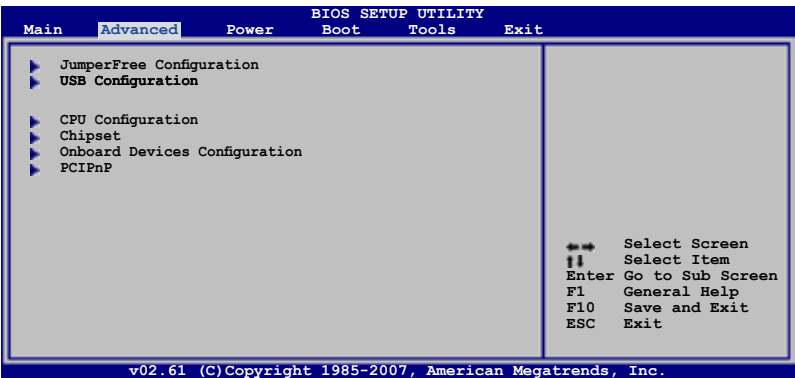 BIOS SETUP UTILITY
Main Advanced Power Boot Tools Exit
JumperFree Configuration
USB Configuration
CPU Configuration
Chipset
Onboard Devices Configuration
PCIPnP
Select Screen
Select Item
Enter Go to Sub Screen
F1 General Help
F10 Save and Exit
ESC Exit
v02.61 (C)Copyright 1985-2007, American Megatrends, Inc.